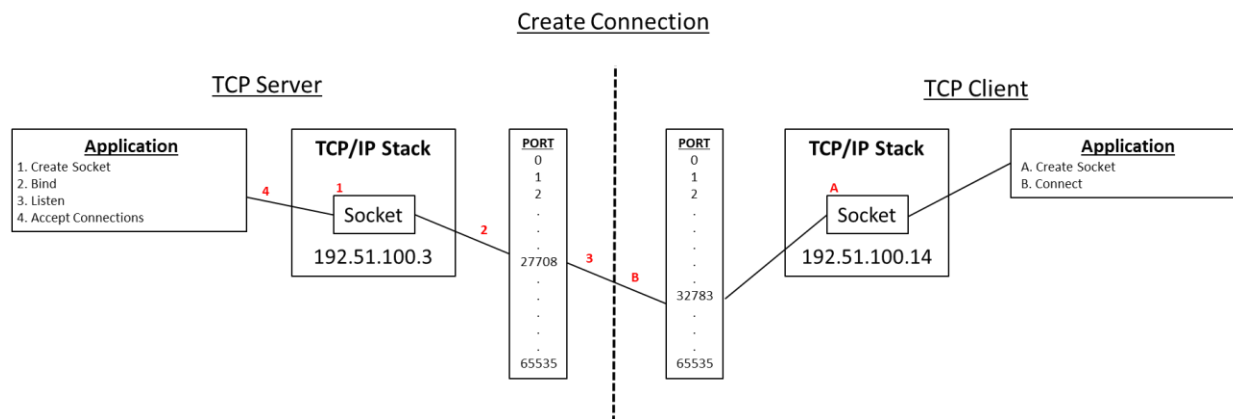 Create Connection
TCP Server
TCP Client
Application
1. Create Socket
2. Bind
3. Listen
4. Accept Connections
4
TCP/IP Stack
1
Socket
192.51.100.3
2
PORT
0
1
2
.
.
.
27708
.
.
.
.
65535
3
B
PORT
0
1
2
.
.
.
.
.
32783
.
.
.
65535
TCP/IP Stack
A
Socket
192.51.100.14
Application
A. Create Socket
B. Connect